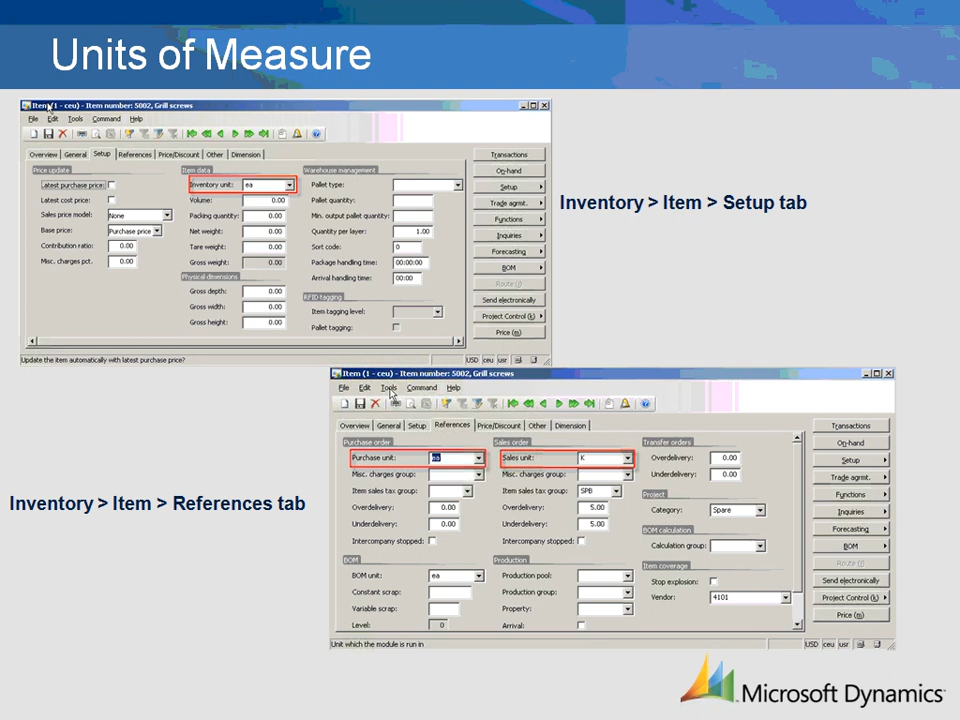 Units of Measure
Item (1 - ceu) - Item number: 5002, Grill screws
File Edit Tools Command Help
Overview General Setup References Price/Discount Other Dimension
Price update
Latest purchase price:
Latest cost price:
Sales price model: None
Base price: Purchase price
Contribution ratio: 0.00
Misc. charges pct. 0.00
Item data
Inventory unit: ea
Volume: 0.00
Packing quantity: 0.00
Net weight: 0.00
Tare weight: 0.00
Gross weight: 0.00
Physical dimensions
Gross depth: 0.00
Gross width: 0.00
Gross height: 0.00
Warehouse management
Pallet type:
Pallet quantity:
Min. output pallet quantity:
Quantity per layer: 1.00
Sort code: 0
Package handling time: 00:00:00
Arrival handling time: 00:00
RFID tagging
Item tagging level:
Pallet tagging:
Transactions
On-hand
Setup
Trade agrmt.
Functions
Inquiries
Forecasting
BOM
Route (J)
Send electronically
Project Control (k)
Price (m)
Update the item automatically with latest purchase price?
USD ceu usr
Inventory > Item > Setup tab
Item (1 - ceu) - Item number: 5002, Grill screws
File Edit Tools Command Help
Overview General Setup References Price/Discount Other Dimension
Purchase order
Purchase unit: ea
Misc. charges group:
Item sales tax group:
Overdelivery: 0.00
Underdelivery: 0.00
Intercompany stopped:
BOM
BOM unit: ea
Constant scrap:
Variable scrap:
Level: 0
Sales order
Sales unit: K
Misc. charges group:
Item sales tax group: SPB
Overdelivery: 5.00
Underdelivery: 5.00
Intercompany stopped:
Production
Production pool:
Production group:
Property:
Arrival:
Transfer orders
Overdelivery: 0.00
Underdelivery: 0.00
Project
Category: Spare
BOM calculation
Calculation group:
Item coverage
Stop explosion:
Vendor: 4101
Transactions
On-hand
Setup
Trade agrmt.
Functions
Inquiries
Forecasting
BOM
Route (J)
Send electronically
Project Control (k)
Price (m)
Unit which the module is run in
USD ceu usr
Inventory > Item > References tab
Microsoft Dynamics